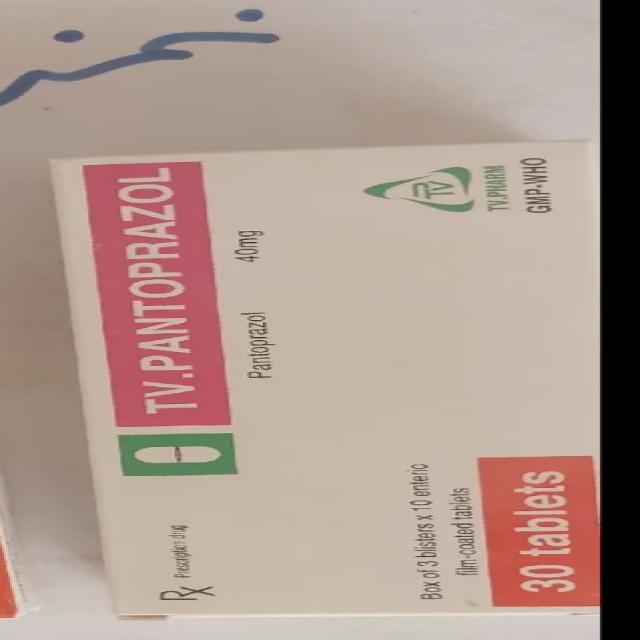 Rx Prescription drug
TV.PANTOPRAZOL
Pantoprazol 40mg
TV
TV.PHARM
GMP-WHO
Box of 3 blisters x 10 enteric
film-coated tablets
30 tablets